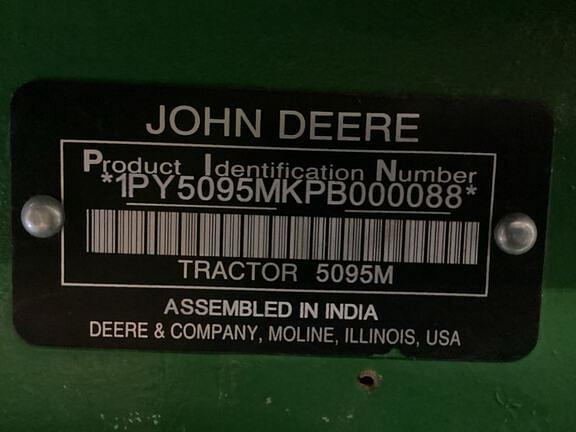 JOHN DEERE
Product Identification Number
*1PY5095MKPB000088*
TRACTOR 5095M
ASSEMBLED IN INDIA
DEERE & COMPANY, MOLINE, ILLINOIS, USA